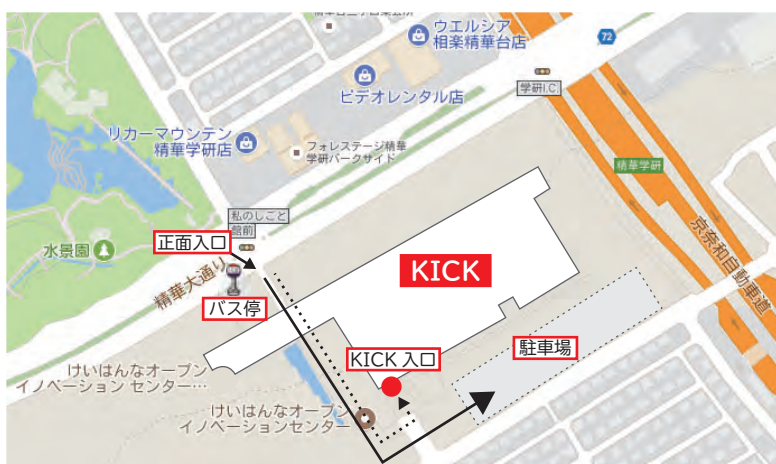 ウエルシア
相楽精華台店
72
ビデオレンタル店
学研I.C.
リカーマウンテン
精華学研店
フォレステージ精華
学研パークサイド
精華学研
私のしごと
館前
正面入口
水景園
KICK
京奈和自動車道
精華大通り
バス停
駐車場
KICK 入口
けいはんなオープン
イノベーション センター…
けいはんなオープン
イノベーションセンター